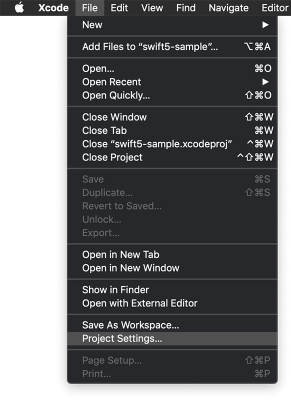 Xcode File Edit View Find Navigate Editor
New ▶
Add Files to “swift5-sample”... ⌥⌘A
Open... ⌘O
Open Recent ▶
Open Quickly... ⇧⌘O
Close Window ⇧⌘W
Close Tab ⌘W
Close “swift5-sample.xcodeproj” ^⌘W
Close Project ^⇧⌘W
Save ⌘S
Duplicate... ⇧⌘S
Revert to Saved...
Unlock...
Export...
Open in New Tab
Open in New Window
Show in Finder
Open with External Editor
Save As Workspace...
Project Settings...
Page Setup... ⇧⌘P
Print... ⌘P